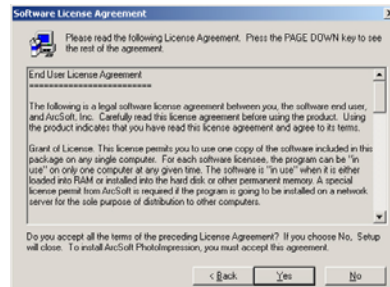 Software License Agreement
Please read the following License Agreement. Press the PAGE DOWN key to see
the rest of the agreement.
End User License Agreement
==========================
The following is a legal software license agreement between you, the software end user,
and ArcSoft, Inc. Carefully read this license agreement before using the product. Using
the product indicates that you have read this license agreement and agree to its terms.
Grant of License. This license permits you to use one copy of the software included in this
package on any single computer. For each software licensee, the program can be "in
use" on only one computer at any given time. The software is "in use" when it is either
loaded into RAM or installed into the hard disk or other permanent memory. A special
license permit from ArcSoft is required if the program is going to be installed on a network
server for the sole purpose of distribution to other computers.
Do you accept all the terms of the preceding License Agreement? If you choose No, Setup
will close. To install ArcSoft PhotoImpression, you must accept this agreement.
< Back Yes No